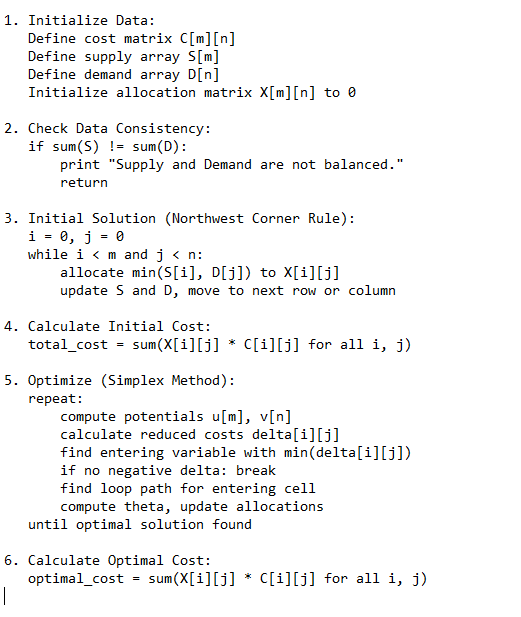 1. Initialize Data:
   Define cost matrix C[m][n]
   Define supply array S[m]
   Define demand array D[n]
   Initialize allocation matrix X[m][n] to 0

2. Check Data Consistency:
   if sum(S) != sum(D):
       print "Supply and Demand are not balanced."
       return

3. Initial Solution (Northwest Corner Rule):
   i = 0, j = 0
   while i < m and j < n:
       allocate min(S[i], D[j]) to X[i][j]
       update S and D, move to next row or column

4. Calculate Initial Cost:
   total_cost = sum(X[i][j] * C[i][j] for all i, j)

5. Optimize (Simplex Method):
   repeat:
       compute potentials u[m], v[n]
       calculate reduced costs delta[i][j]
       find entering variable with min(delta[i][j])
       if no negative delta: break
       find loop path for entering cell
       compute theta, update allocations
   until optimal solution found

6. Calculate Optimal Cost:
   optimal_cost = sum(X[i][j] * C[i][j] for all i, j)